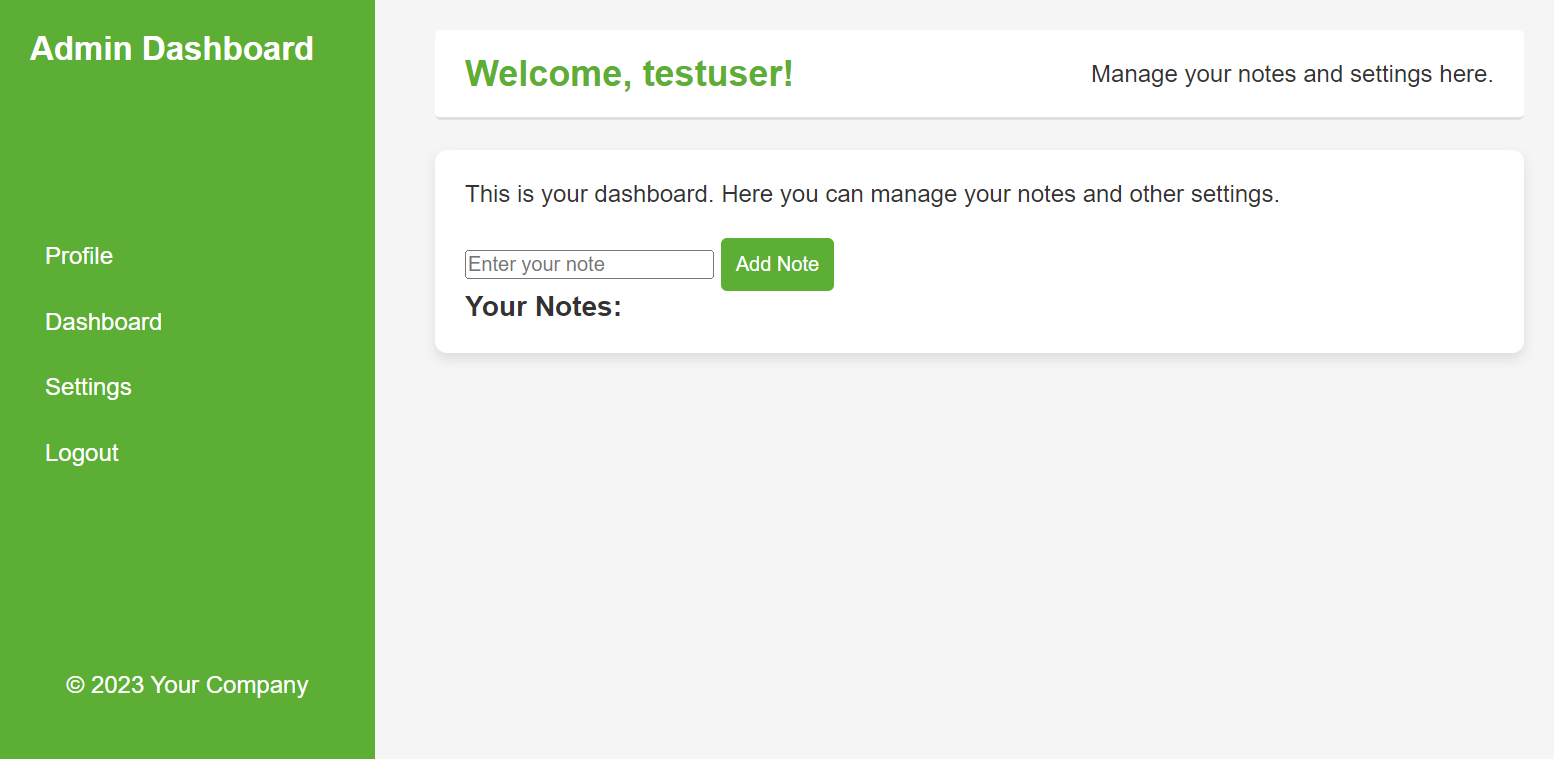 Admin Dashboard
Profile
Dashboard
Settings
Logout
© 2023 Your Company
Welcome, testuser!
Manage your notes and settings here.
This is your dashboard. Here you can manage your notes and other settings.
Enter your note
Add Note
Your Notes: